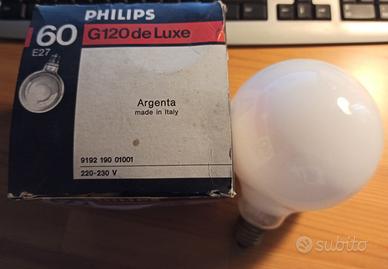 60
E27
PHILIPS
G120 de Luxe
Argenta
made in Italy
9192 190 01001
220-230 V
subito